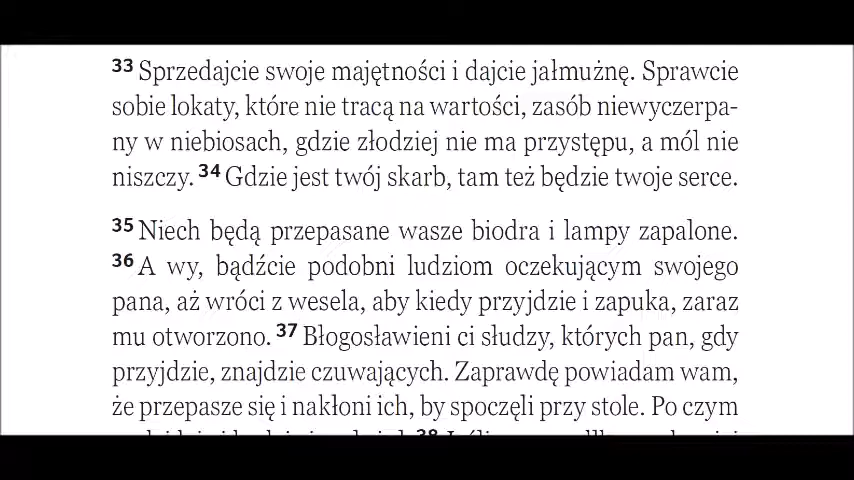 33 Sprzedajcie swoje majętności i dajcie jałmużnę. Sprawcie
sobie lokaty, które nie tracą na wartości, zasób niewyczerpa-
ny w niebiosach, gdzie złodziej nie ma przystępu, a mól nie
niszczy. 34 Gdzie jest twój skarb, tam też będzie twoje serce.
35 Niech będą przepasane wasze biodra i lampy zapalone.
36 A wy, bądźcie podobni ludziom oczekującym swojego
pana, aż wróci z wesela, aby kiedy przyjdzie i zapuka, zaraz
mu otworzono. 37 Błogosławieni ci słudzy, których pan, gdy
przyjdzie, znajdzie czuwających. Zaprawdę powiadam wam,
że przepasze się i nakłoni ich, by spoczęli przy stole. Po czym
38